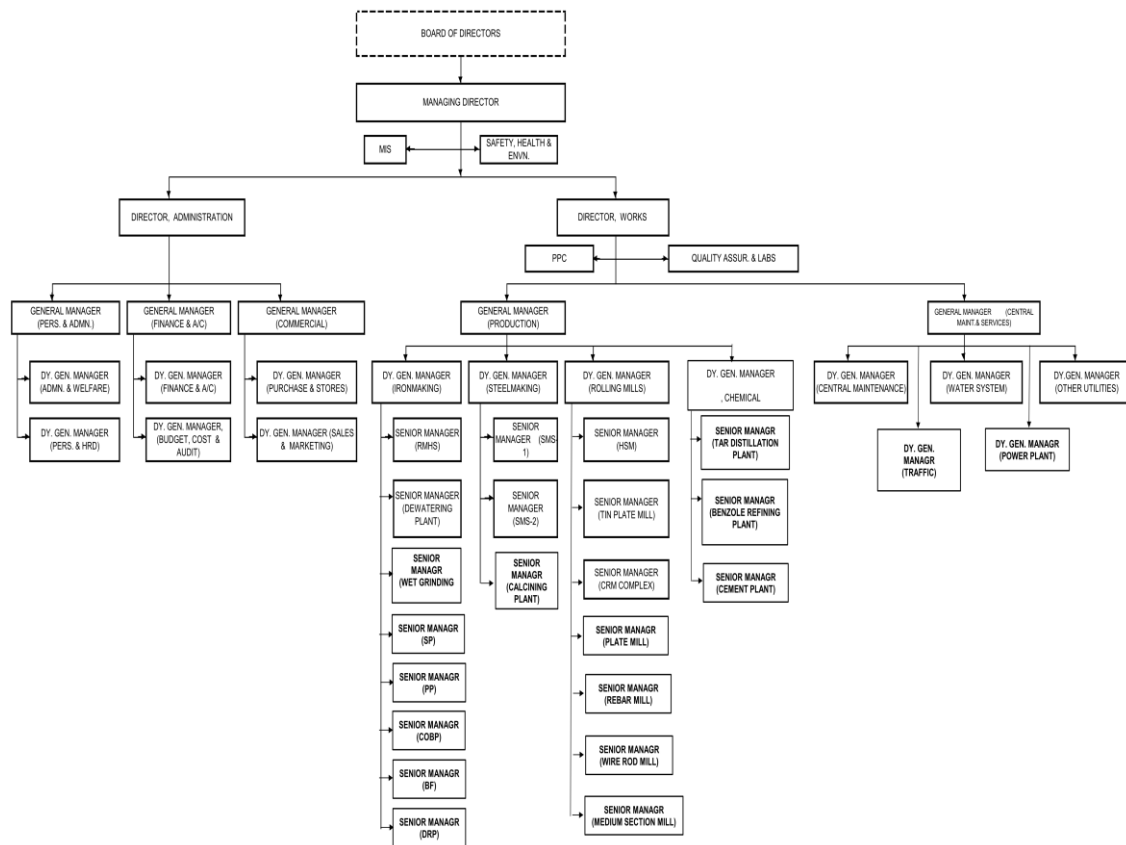 BOARD OF DIRECTORS
MANAGING DIRECTOR
MIS
SAFETY, HEALTH &
ENVN.
DIRECTOR, ADMINISTRATION
DIRECTOR, WORKS
PPC
QUALITY ASSUR. & LABS
GENERAL MANAGER
(PERS. & ADMN.)
GENERAL MANAGER
(FINANCE & A/C)
GENERAL MANAGER
(COMMERCIAL)
GENERAL MANAGER
(PRODUCTION)
GENERAL MANAGER (CENTRAL
MAINT.& SERVICES)
DY. GEN. MANAGER
(ADMN. & WELFARE)
DY. GEN. MANAGER
(FINANCE & A/C)
DY. GEN. MANAGER
(PURCHASE & STORES)
DY. GEN. MANAGER
(IRONMAKING)
DY. GEN. MANAGER
(STEELMAKING)
DY. GEN. MANAGER
(ROLLING MILLS)
DY. GEN. MANAGER
, CHEMICAL
DY. GEN. MANAGER
(CENTRAL MAINTENANCE)
DY. GEN. MANAGER
(WATER SYSTEM)
DY. GEN. MANAGER
(OTHER UTILITIES)
DY. GEN. MANAGER
(PERS. & HRD)
DY. GEN. MANAGER,
(BUDGET, COST &
AUDIT)
DY. GEN. MANAGER (SALES
& MARKETING)
SENIOR MANAGER
(RMHS)
SENIOR
MANAGER (SMS-
1)
SENIOR MANAGER
(HSM)
SENIOR MANAGR
(TAR DISTILLATION
PLANT)
DY. GEN.
MANAGR
(TRAFFIC)
DY. GEN. MANAGR
(POWER PLANT)
SENIOR MANAGER
(DEWATERING
PLANT)
SENIOR
MANAGER
(SMS-2)
SENIOR MANAGER
(TIN PLATE MILL)
SENIOR MANAGR
(BENZOLE REFINING
PLANT)
SENIOR
MANAGR
(WET GRINDING
SENIOR
MANAGR
(CALCINING
PLANT)
SENIOR MANAGER
(CRM COMPLEX)
SENIOR MANAGR
(CEMENT PLANT)
SENIOR MANAGR
(SP)
SENIOR MANAGR
(PLATE MILL)
SENIOR MANAGR
(PP)
SENIOR MANAGR
(REBAR MILL)
SENIOR MANAGR
(COBP)
SENIOR MANAGR
(WIRE ROD MILL)
SENIOR MANAGR
(BF)
SENIOR MANAGR
(MEDIUM SECTION MILL)
SENIOR MANAGR
(DRP)